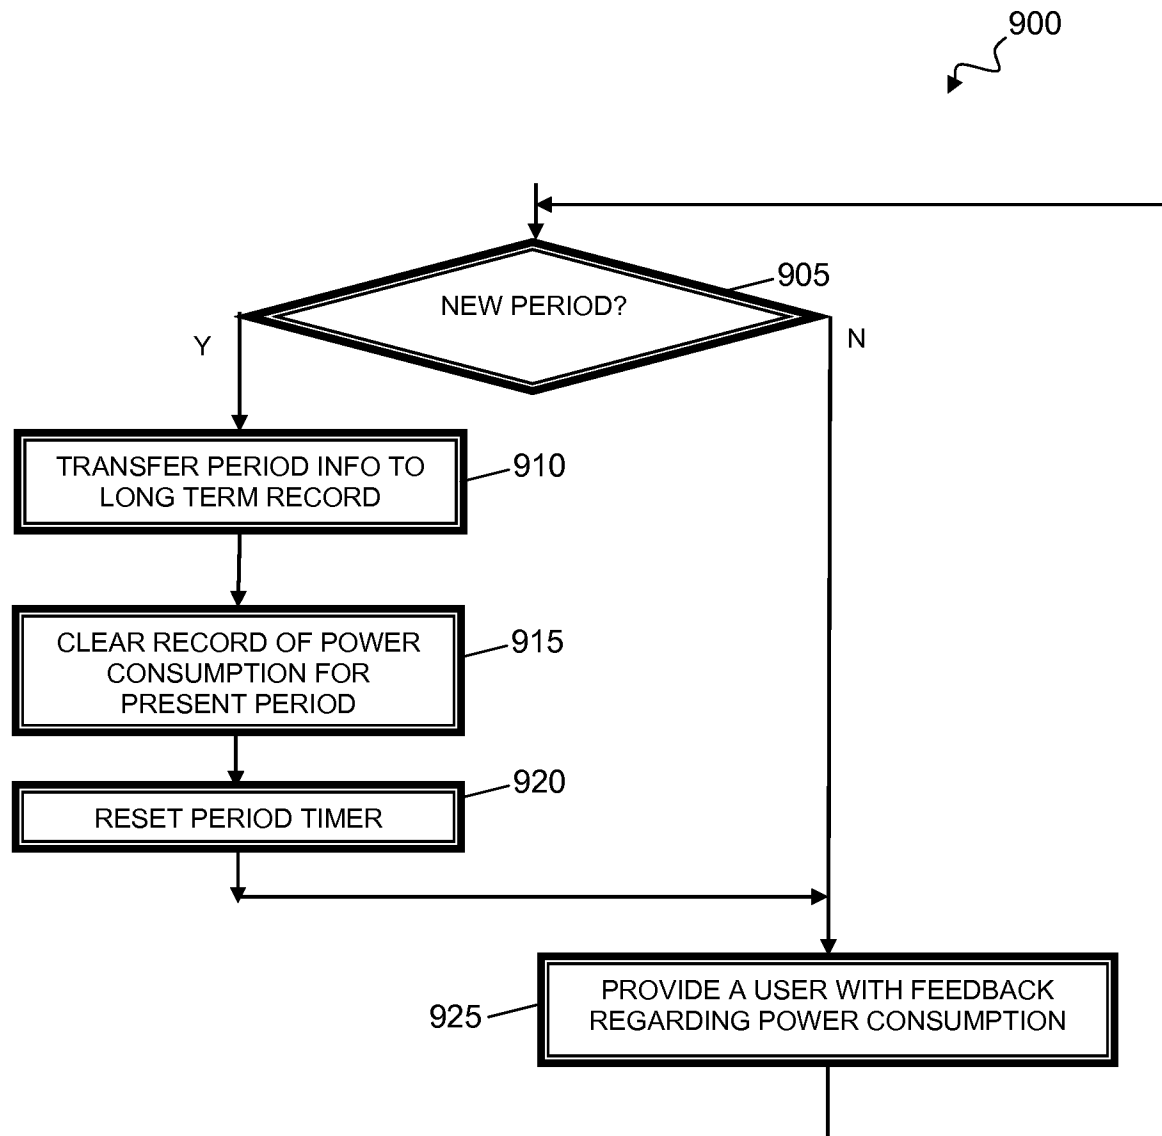 900
NEW PERIOD?
905
Y
N
TRANSFER PERIOD INFO TO
LONG TERM RECORD
910
CLEAR RECORD OF POWER
CONSUMPTION FOR
PRESENT PERIOD
915
RESET PERIOD TIMER
920
PROVIDE A USER WITH FEEDBACK
REGARDING POWER CONSUMPTION
925